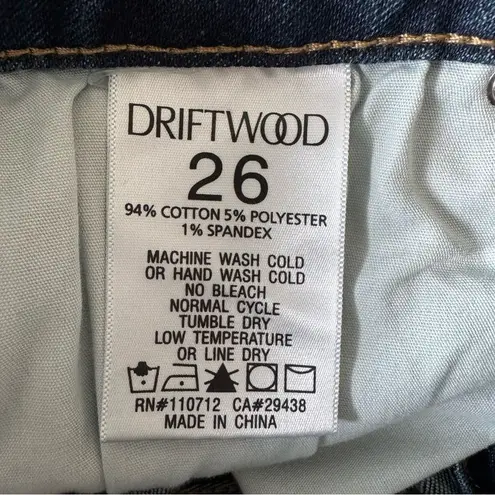 DRIFTWOOD
26
94% COTTON 5% POLYESTER
1% SPANDEX
MACHINE WASH COLD
OR HAND WASH COLD
NO BLEACH
NORMAL CYCLE
TUMBLE DRY
LOW TEMPERATURE
OR LINE DRY
RN#110712 CA#29438
MADE IN CHINA